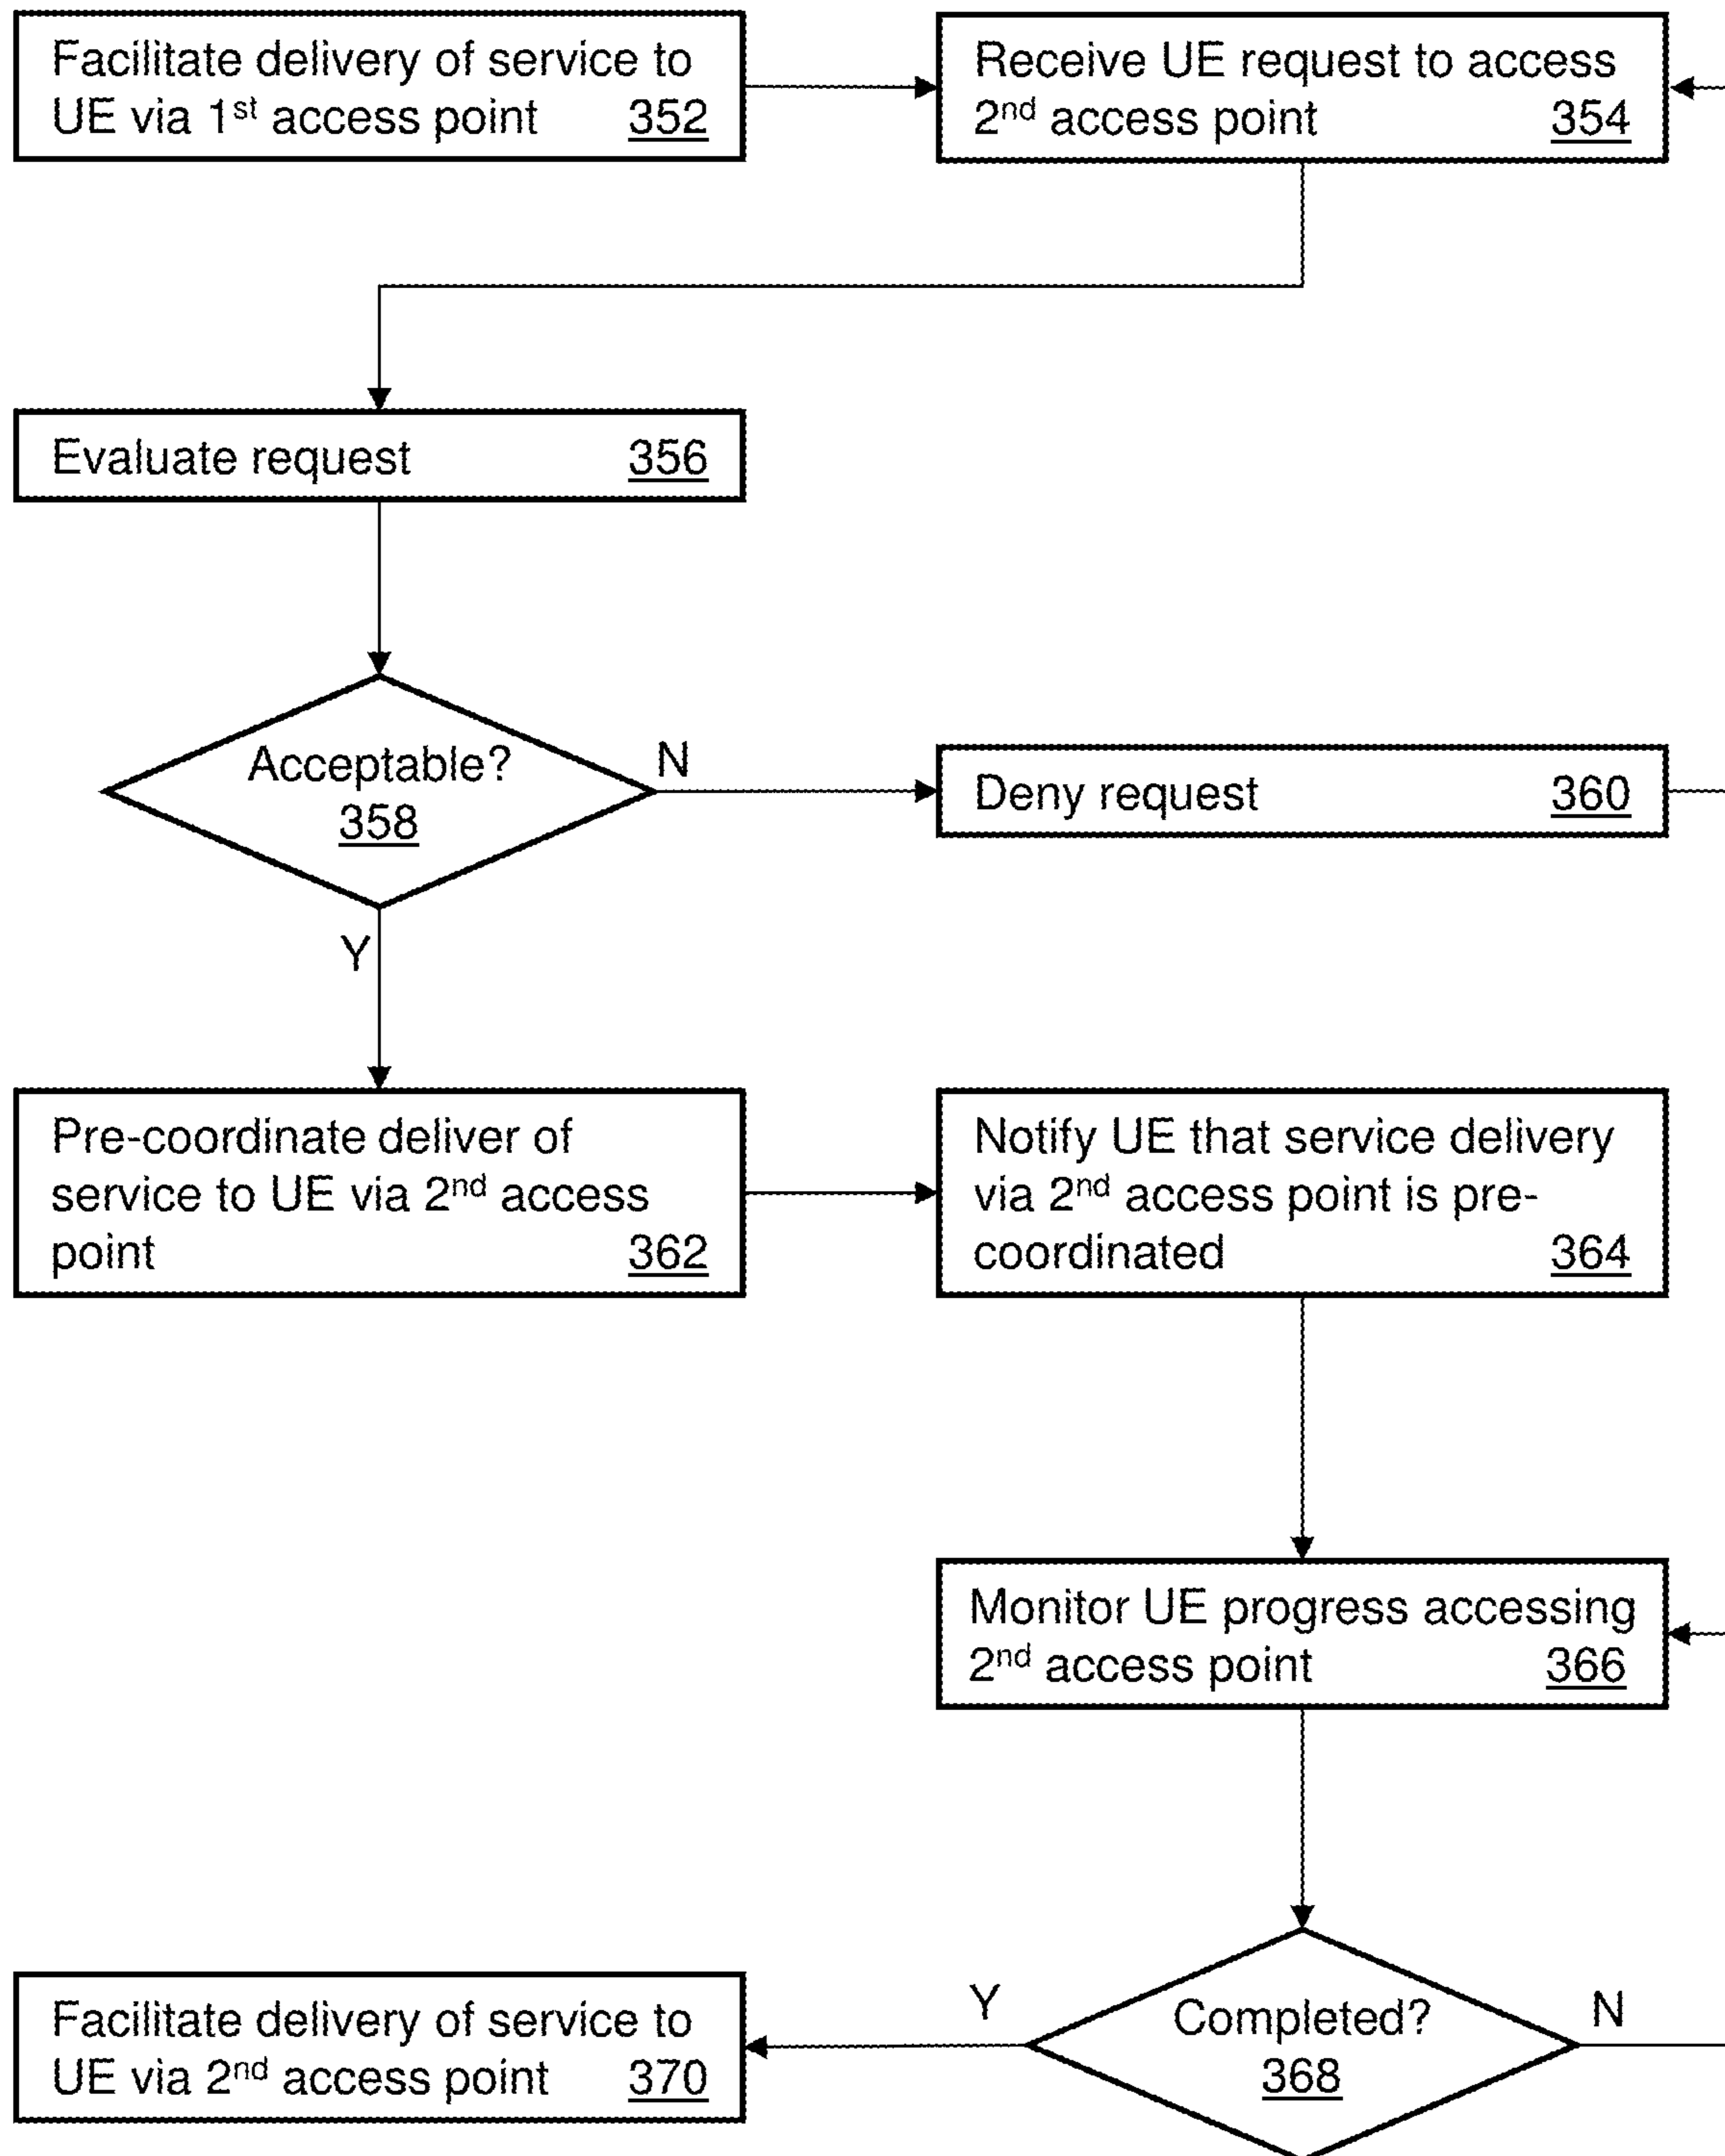 Facilitate delivery of service to
UE via 1st access point 352
Receive UE request to access
2nd access point 354
Evaluate request 356
Acceptable?
358
N
Deny request 360
Y
Pre-coordinate deliver of
service to UE via 2nd access
point 362
Notify UE that service delivery
via 2nd access point is pre-
coordinated 364
Monitor UE progress accessing
2nd access point 366
Completed?
368
Y
N
Facilitate delivery of service to
UE via 2nd access point 370